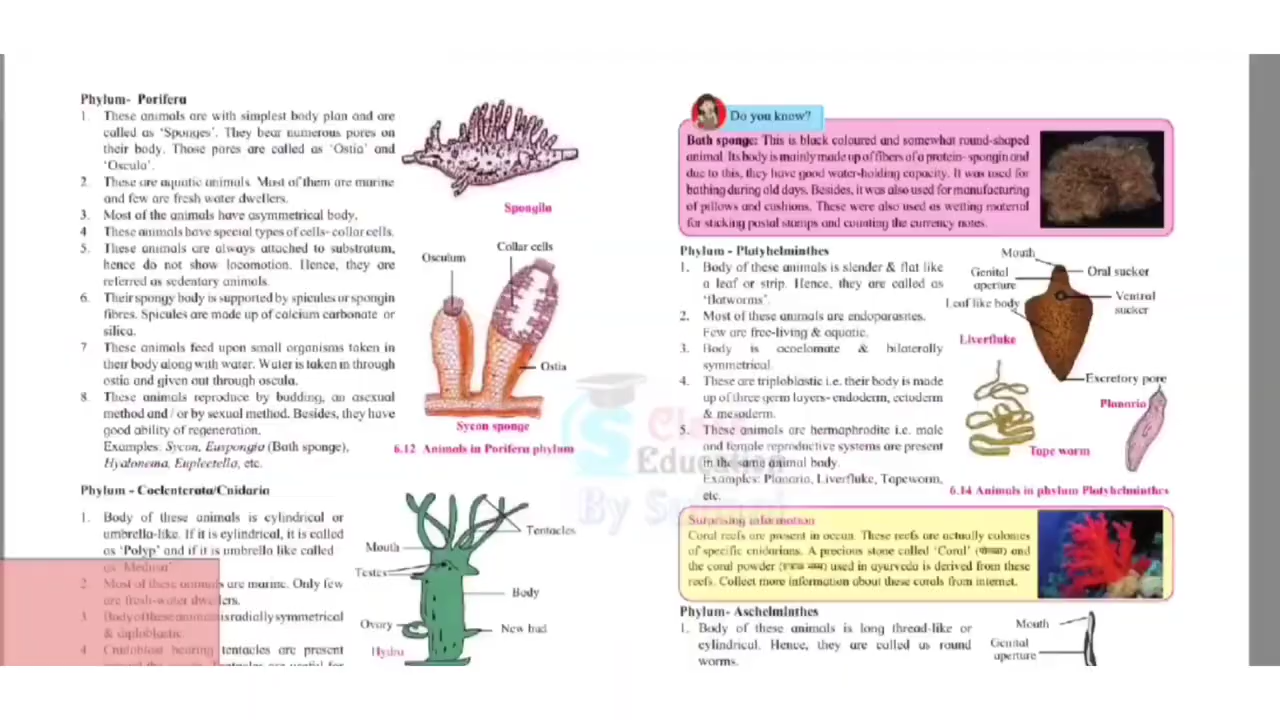 Phylum- Porifera
1. These animals are with simplest body plan and are
called as 'Sponges'. They bear numerous pores on
their body. Those pores are called as 'Ostia' and
'Oscula'.
2. These are aquatic animals. Most of them are marine
and few are fresh water dwellers.
3. Most of the animals have asymmetrical body.
4 These animals have special types of cells- collar cells.
5. These animals are always attached to substratum,
hence do not show locomotion. Hence, they are
referred as sedentary animals.
6. Their spongy body is supported by spicules or spongin
fibres. Spicules are made up of calcium carbonate or
silica.
7 These animals feed upon small organisms taken in
their body along with water. Water is taken in through
ostia and given out through oscula.
8. These animals reproduce by budding, an asexual
method and / or by sexual method. Besides, they have
good ability of regeneration.
Examples: Sycon, Euspongia (Bath sponge),
Hyalonema, Euplectella, etc.
Spongila
Osculum
Collar cells
Ostia
Sycon sponge
6.12 Animals in Porifera phylum
Phylum - Coelenterata/Cnidaria
1. Body of these animals is cylindrical or
umbrella-like. If it is cylindrical, it is called
as 'Polyp' and if it is umbrella like called
as 'Medusa'
2. Most of these animals are marine. Only few
are fresh-water dwellers.
3 Body of these animals is radially symmetrical
& diploblastic.
4 Cnidoblast bearing tentacles are present
Tentacles
Mouth
Testes
Body
Ovary
New bud
Hydra
Do you know?
Bath sponge: This is black coloured and somewhat round-shaped
animal. Its body is mainly made up of fibers of a protein- spongin and
due to this, they have good water-holding capacity. It was used for
bathing during old days. Besides, it was also used for manufacturing
of pillows and cushions. These were also used as wetting material
for sticking postal stamps and counting the currency notes.
Phylum - Platyhelminthes
1. Body of these animals is slender & flat like
a leaf or strip. Hence, they are called as
'flatworms'.
2. Most of these animals are endoparasites.
Few are free-living & aquatic.
3. Body is acoelomate & bilaterally
symmetrical.
4. These are triploblastic i.e. their body is made
up of three germ layers- endoderm, ectoderm
& mesoderm.
5. These animals are hermaphrodite i.e. male
and female reproductive systems are present
in the same animal body.
Examples: Planaria, Liverfluke, Tapeworm,
etc.
Mouth
Genital
aperture
Oral sucker
Leaf like body
Ventral
sucker
Liverfluke
Excretory pore
Planaria
Tape worm
6.14 Animals in phylum Platyhelminthes
Surprising information
Coral reefs are present in ocean. These reefs are actually colonies
of specific cnidarians. A precious stone called 'Coral' and
the coral powder used in ayurveda is derived from these
reefs. Collect more information about these corals from internet.
Phylum- Aschelminthes
1. Body of these animals is long thread-like or
cylindrical. Hence, they are called as round
worms.
Mouth
Genital
aperture
Education
By